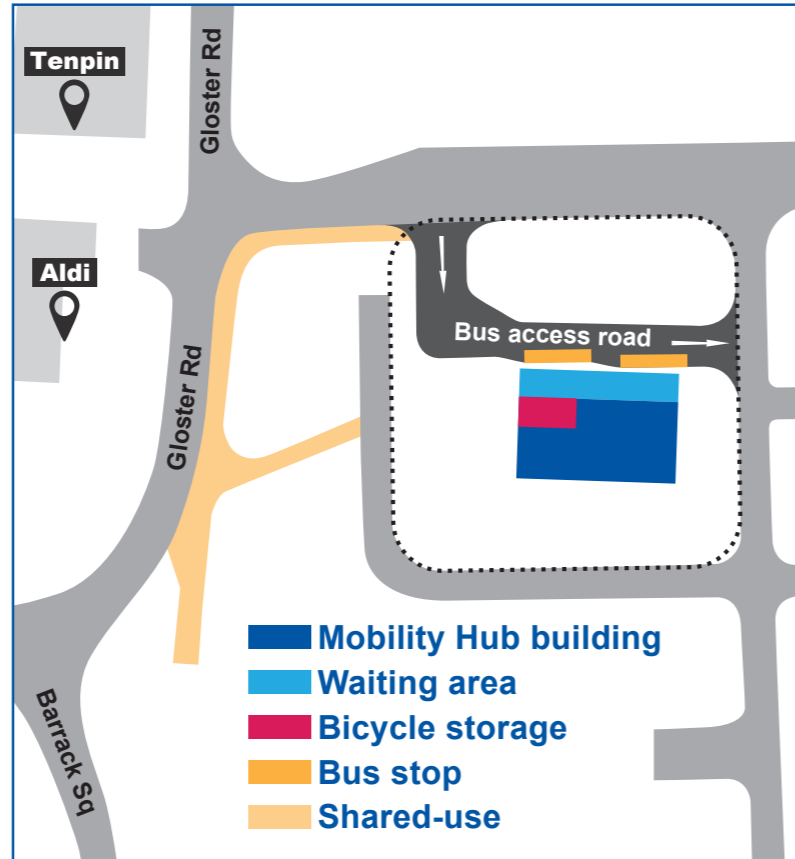 Tenpin
Gloster Rd
Aldi
Bus access road
Gloster Rd
Mobility Hub building
Waiting area
Bicycle storage
Bus stop
Shared-use
Barrack Sq